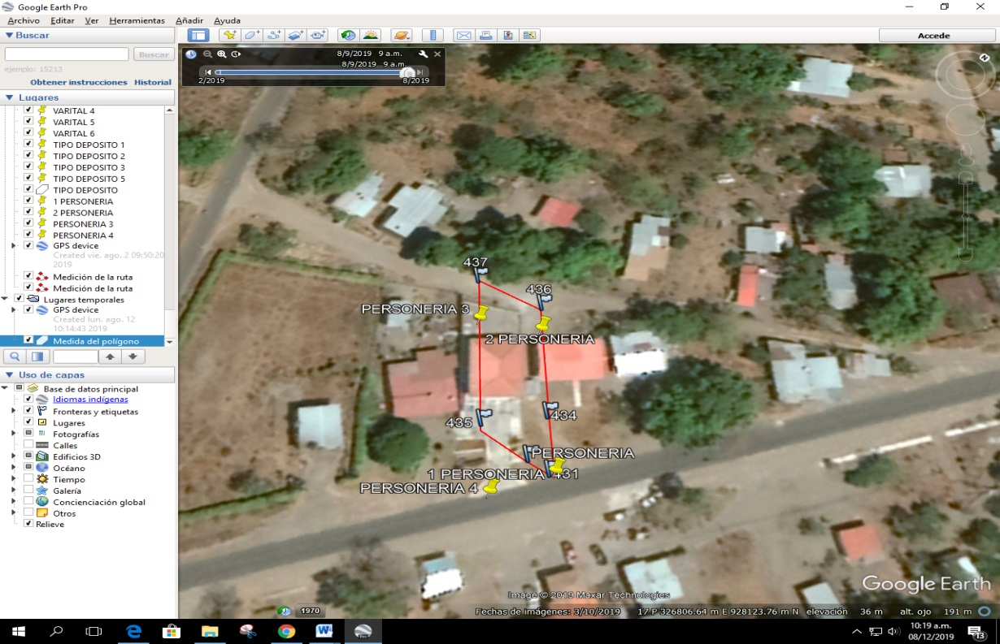 Google Earth Pro
Archivo Editar Ver Herramientas Añadir Ayuda
Buscar
Accede
Buscar
ejemplo: 15213
Obtener instrucciones Historial
Lugares
VARITAL 4
VARITAL 5
VARITAL 6
TIPO DEPOSITO 1
TIPO DEPOSITO 2
TIPO DEPOSITO 3
TIPO DEPOSITO 5
TIPO DEPOSITO
1 PERSONERIA
2 PERSONERIA
PERSONERIA 3
PERSONERIA 4
GPS device
Created vie. ago. 2 09:50:20
2019
Medición de la ruta
Medición de la ruta
Lugares temporales
GPS device
Created lun. ago. 12
10:14:43 2019
Medida del polígono
Uso de capas
Base de datos principal
Idiomas indígenas
Fronteras y etiquetas
Lugares
Fotografías
Calles
Edificios 3D
Océano
Tiempo
Galería
Concienciación global
Otros
Relieve
8/9/2019 9 a.m.
8/9/2019 9 a.m.
2/2019
8/2019
437
436
PERSONERIA 3
2 PERSONERIA
435
434
PERSONERIA
1 PERSONERIA
431
PERSONERIA 4
Google Earth
Image © 2019 Maxar Technologies
1970
Fechas de imágenes: 3/10/2019 17 P 326806.64 m E 928123.76 m N elevación 36 m alt. ojo 191 m
10:19 a.m.
08/12/2019
13